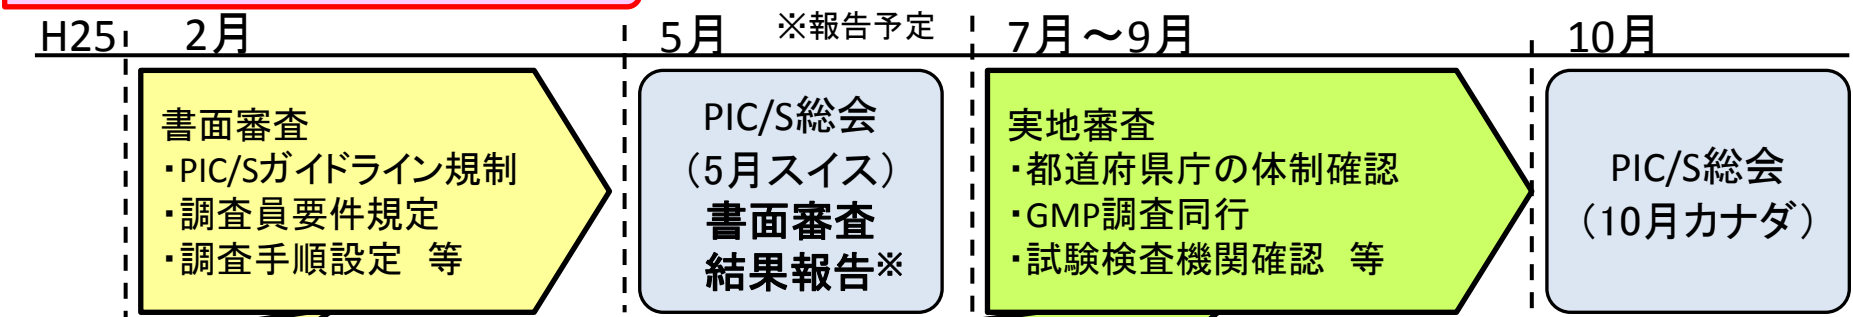 H25 2月 5月 ※報告予定 7月～9月 10月
書面審査
・PIC/Sガイドライン規制
・調査員要件規定
・調査手順設定　等
PIC/S総会
（5月スイス）
書面審査
結果報告※
実地審査
・都道府県庁の体制確認
・GMP調査同行
・試験検査機関確認　等
PIC/S総会
（10月カナダ）